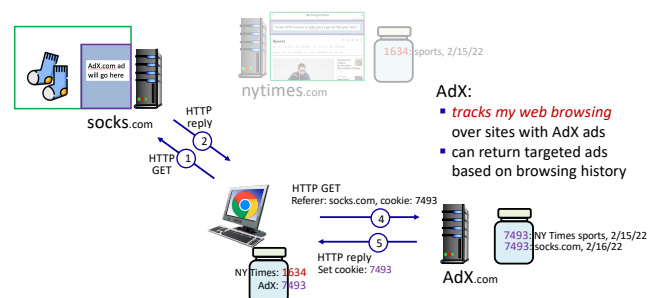 AdX.com ad
will go here
socks.com
Sports
1634: sports, 2/15/22
nytimes.com
HTTP
reply
2
1
HTTP
GET
AdX:
tracks my web browsing
over sites with AdX ads
can return targeted ads
based on browsing history
HTTP GET
Referer: socks.com, cookie: 7493
4
5
HTTP reply
Set cookie: 7493
NY Times: 1634
AdX: 7493
7493: NY Times sports, 2/15/22
7493: socks.com, 2/16/22
AdX.com